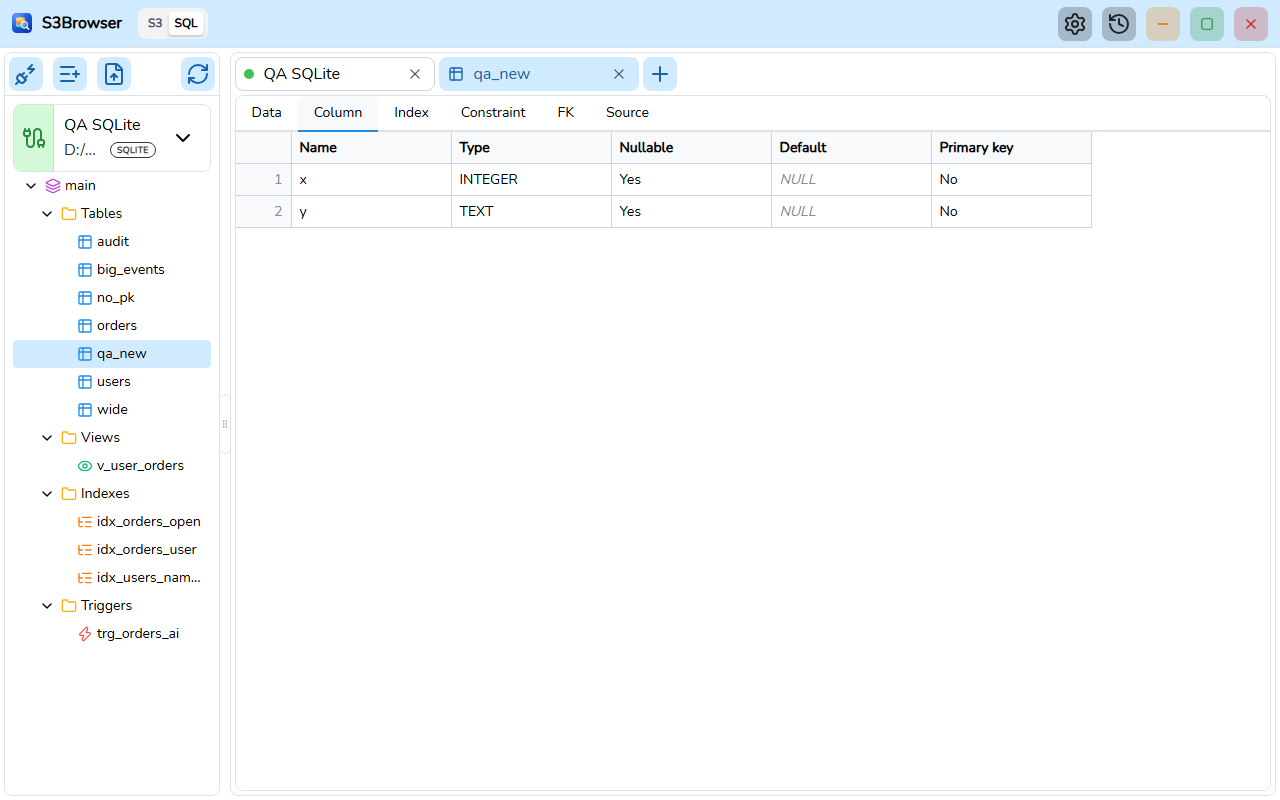 S3Browser S3 SQL
QA SQLite
D:/... SQLITE
main
Tables
audit
big_events
no_pk
orders
qa_new
users
wide
Views
v_user_orders
Indexes
idx_orders_open
idx_orders_user
idx_users_nam...
Triggers
trg_orders_ai
QA SQLite qa_new
Data Column Index Constraint FK Source
Name Type Nullable Default Primary key
1 x INTEGER Yes NULL No
2 y TEXT Yes NULL No